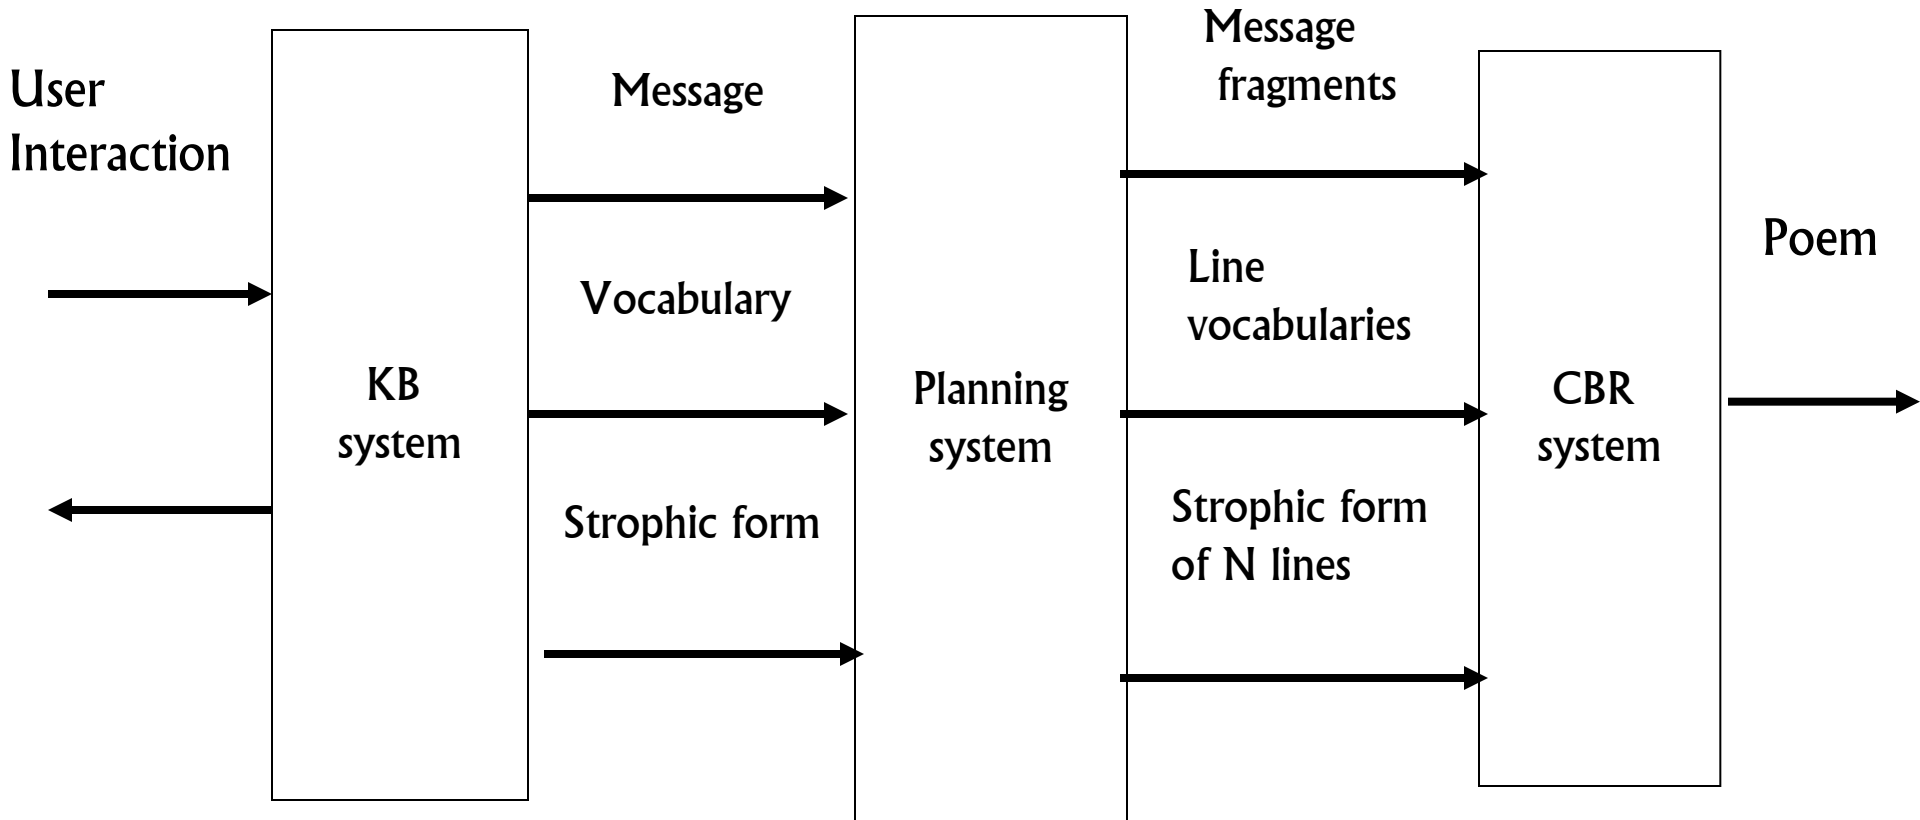 User
Interaction
KB
system
Message
Vocabulary
Strophic form
Planning
system
Message
fragments
Line
vocabularies
Strophic form
of N lines
CBR
system
Poem